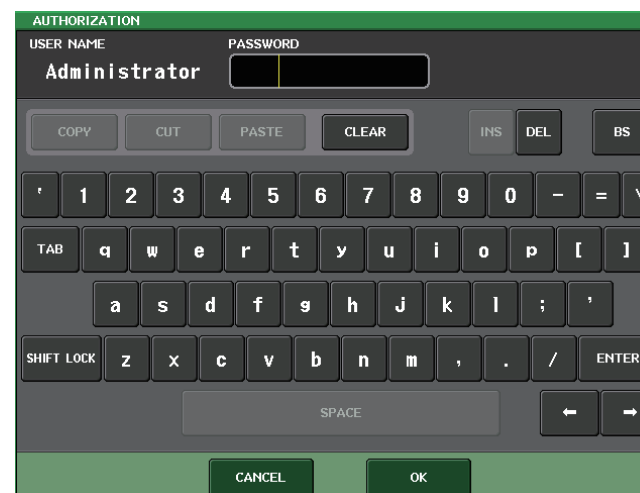 AUTHORIZATION
USER NAME PASSWORD
Administrator
COPY CUT PASTE CLEAR INS DEL BS
' 1 2 3 4 5 6 7 8 9 0 - = \
TAB q w e r t y u i o p [ ]
a s d f g h j k l ; '
SHIFT LOCK z x c v b n m , . / ENTER
SPACE ← →
CANCEL OK